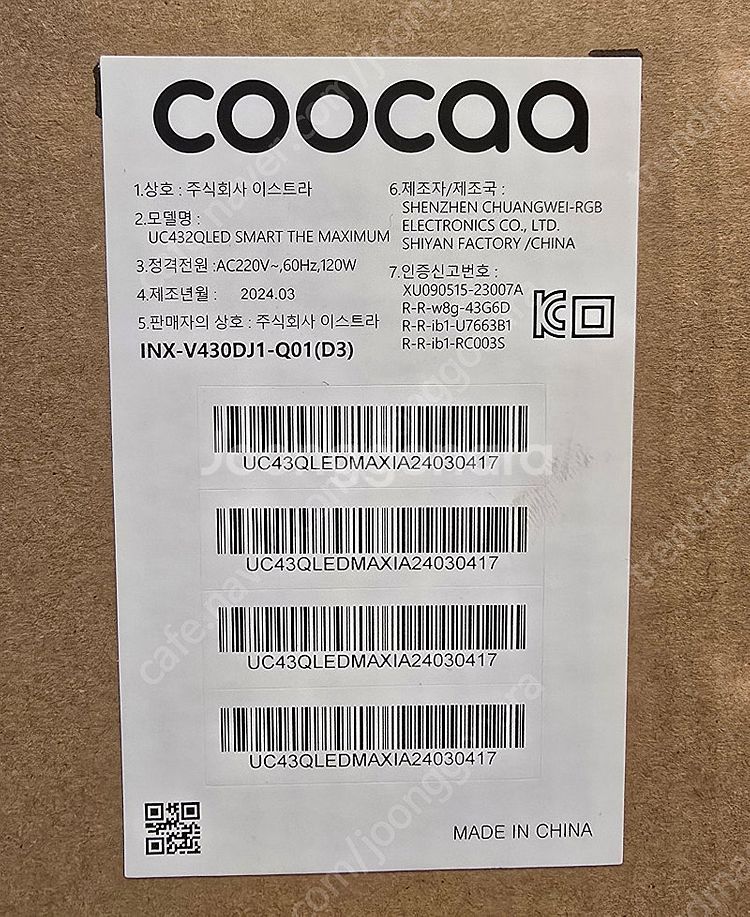 coocaa
1.상호 : 주식회사 이스트라
2.모델명 :
UC432QLED SMART THE MAXIMUM
3.정격전원 :AC220V~,60Hz,120W
4.제조년월 : 2024.03
5.판매자의 상호 : 주식회사 이스트라
INX-V430DJ1-Q01(D3)
6.제조자/제조국 :
SHENZHEN CHUANGWEI-RGB
ELECTRONICS CO., LTD.
SHIYAN FACTORY /CHINA
7.인증신고번호 :
XU090515-23007A
R-R-w8g-43G6D
R-R-ib1-U7663B1
R-R-ib1-RC003S
UC43QLEDMAXIA24030417
UC43QLEDMAXIA24030417
UC43QLEDMAXIA24030417
UC43QLEDMAXIA24030417
MADE IN CHINA